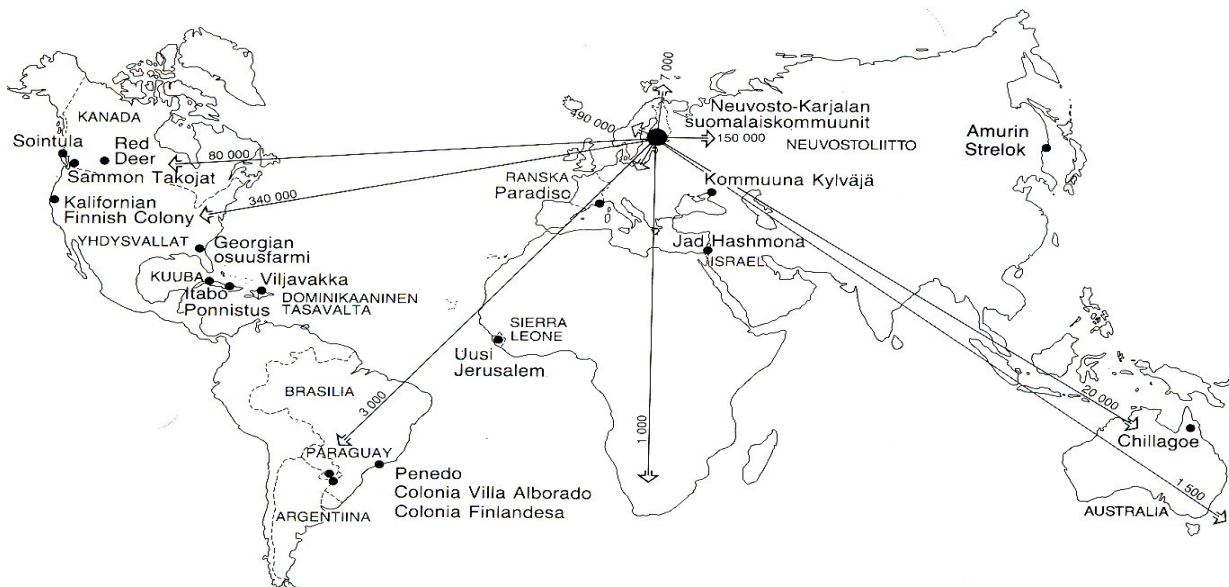 KANADA
Sointula
Red
Deer
80 000
Sammon Takojat
340 000
Kalifornian
Finnish Colony
YHDYSVALLAT
Georgian
osuusfarmi
KUUBA
Viljavakka
Itabo
Ponnistus
DOMINIKAANINEN
TASAVALTA
BRASILIA
3 000
PARAGUAY
Penedo
Colonia Villa Alborado
Colonia Finlandesa
ARGENTIINA
7 000
490 000
Neuvosto-Karjalan
suomalaiskommuunit
150 000
NEUVOSTOLIITTO
Amurin
Strelok
RANSKA
Paradiso
Kommuuna Kylväjä
Jad Hashmona
ISRAEL
SIERRA
LEONE
Uusi
Jerusalem
1 000
20 000
Chillagoe
1 500
AUSTRALIA